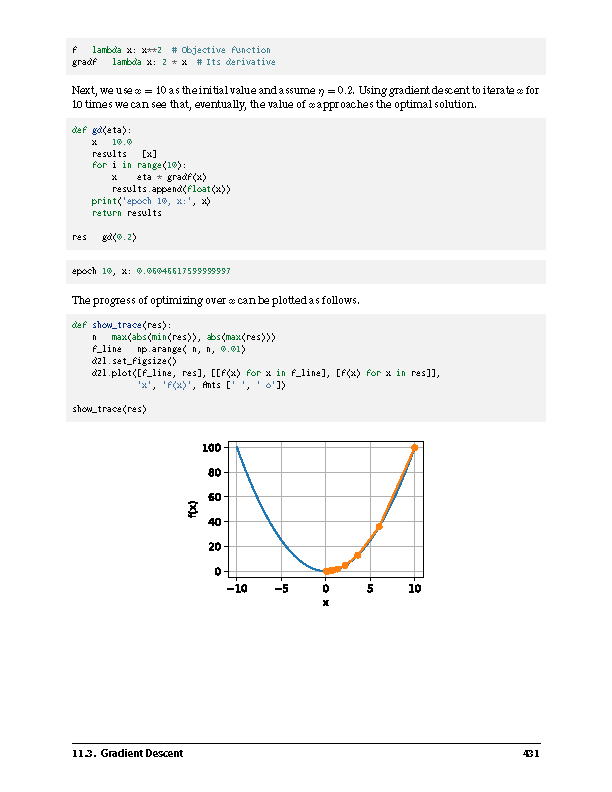 f lambda x: x**2 # Objective function
gradf lambda x: 2 * x # Its derivative
Next, we use x = 10 as the initial value and assume η = 0.2. Using gradient descent to iterate x for
10 times we can see that, eventually, the value of x approaches the optimal solution.
def gd(eta):
x 10.0
results [x]
for i in range(10):
x eta * gradf(x)
results.append(float(x))
print('epoch 10, x:', x)
return results
res gd(0.2)
epoch 10, x: 0.06046617599999997
The progress of optimizing over x can be plotted as follows.
def show_trace(res):
n max(abs(min(res)), abs(max(res)))
f_line np.arange( n, n, 0.01)
d2l.set_figsize()
d2l.plot([f_line, res], [[f(x) for x in f_line], [f(x) for x in res]],
'x', 'f(x)', fmts [' ', ' o'])
show_trace(res)
100
80
60
40
20
0
f(x)
−10 −5 0 5 10
x
11.3. Gradient Descent 431